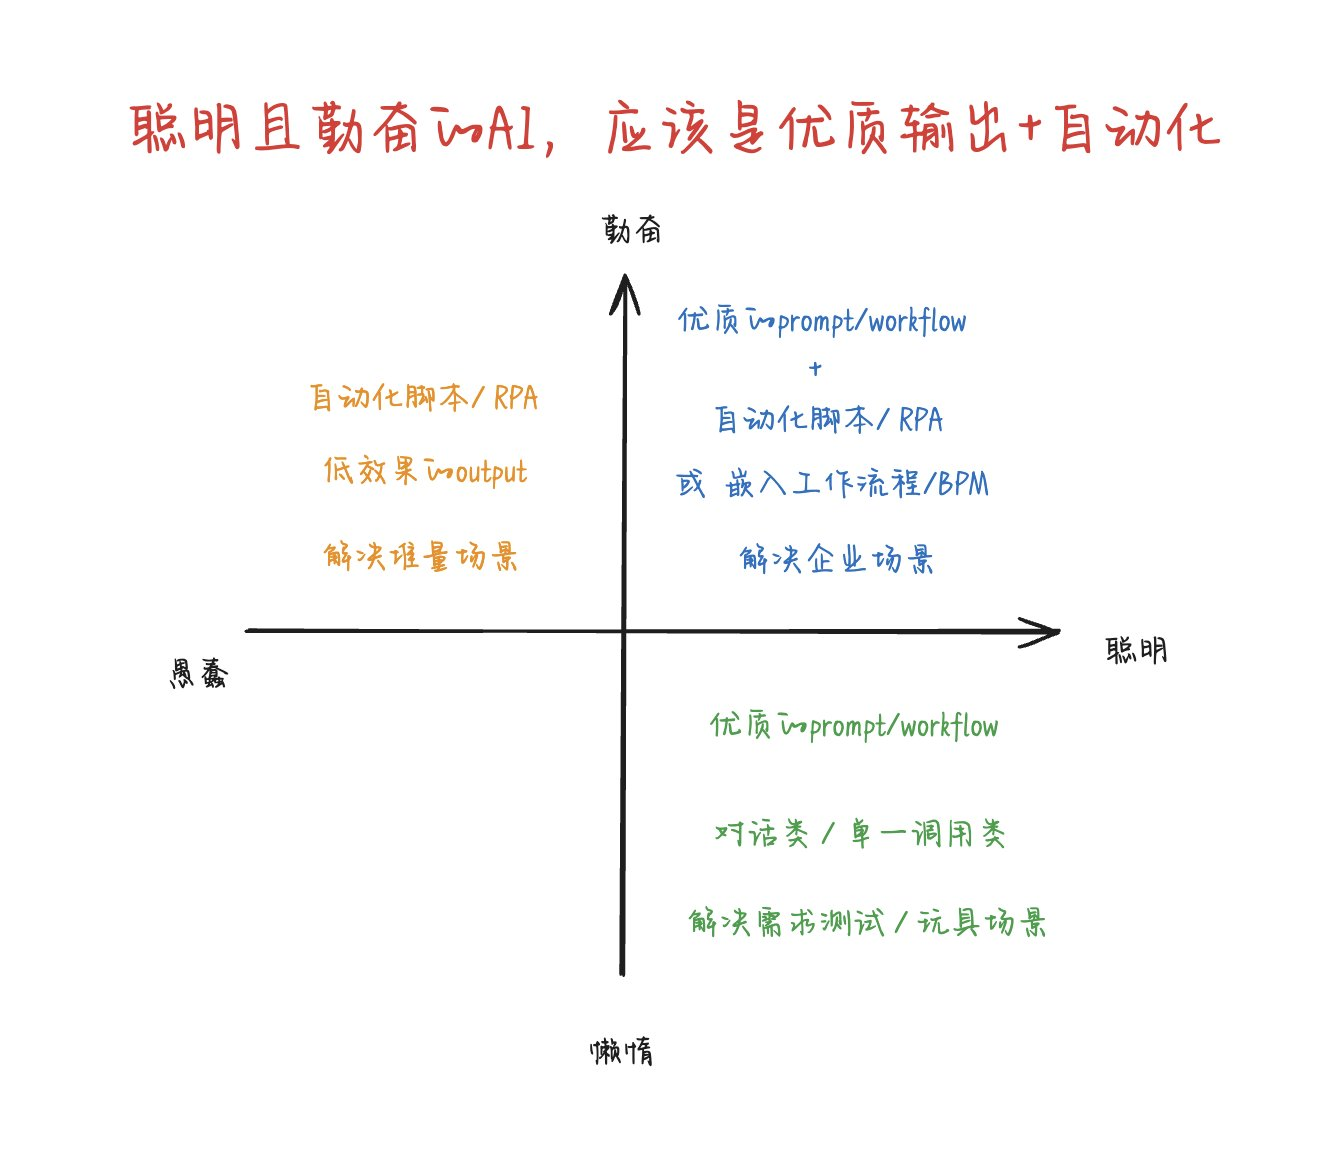 聪明且勤奋的AI，应该是优质输出+自动化
勤奋
优质的prompt/workflow
+
自动化脚本/RPA
或 嵌入工作流程/BPM
解决企业场景
自动化脚本/RPA
低效果的output
解决堆量场景
愚蠢
聪明
优质的prompt/workflow
对话类/单一调用类
解决需求测试/玩具场景
懒惰